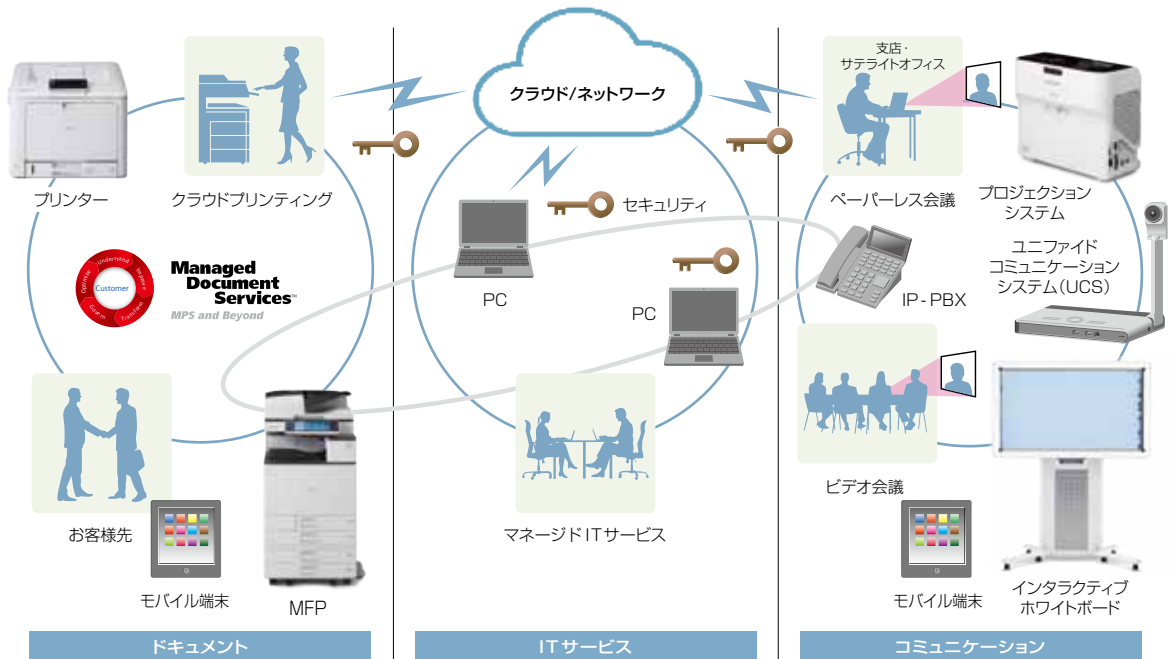 プリンター
クラウドプリンティング
Customer
Understand
Improve
Transform
Govern
Optimize
Managed
Document
Services™
MPS and Beyond
お客様先
モバイル端末
MFP
ドキュメント
クラウド/ネットワーク
セキュリティ
PC
PC
マネージドITサービス
ITサービス
支店・
サテライトオフィス
ペーパーレス会議
プロジェクション
システム
ユニファイド
コミュニケーション
システム(UCS)
IP-PBX
ビデオ会議
モバイル端末
インタラクティブ
ホワイトボード
コミュニケーション